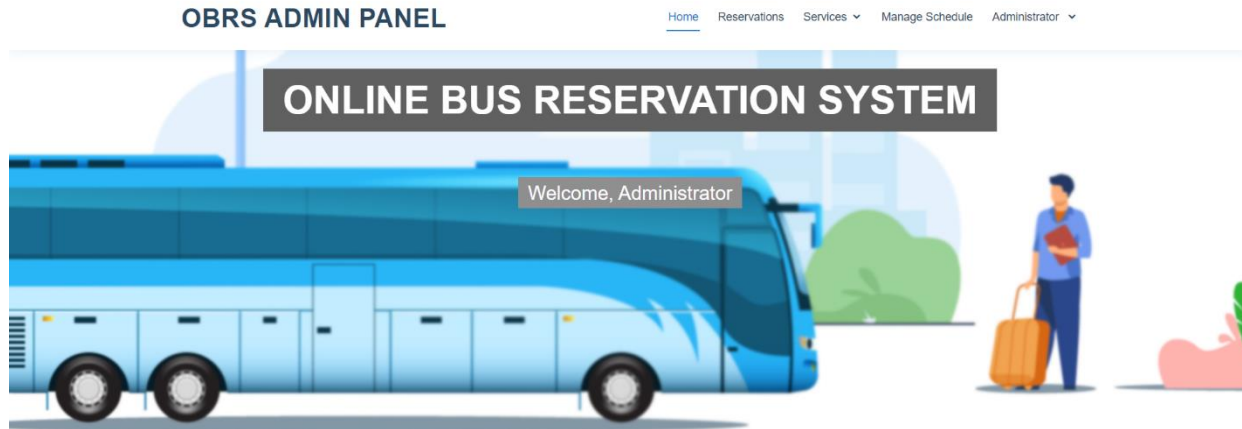 OBRS ADMIN PANEL
Home Reservations Services Manage Schedule Administrator
ONLINE BUS RESERVATION SYSTEM
Welcome, Administrator